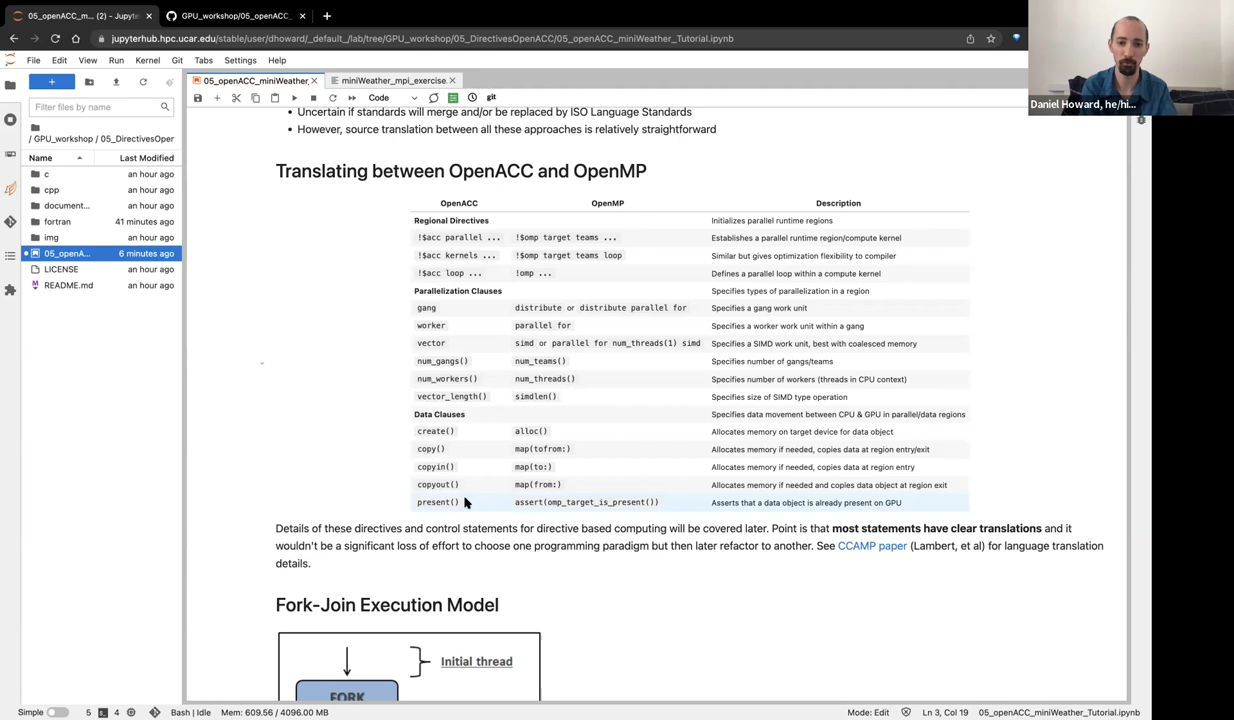 05_openACC_m... (2) - Jupyter
GPU_workshop/05_openACC_
jupyterhub.hpc.ucar.edu/stable/user/dhoward/_default_/lab/tree/GPU_workshop/05_DirectivesOpenACC/05_openACC_miniWeather_Tutorial.ipynb
File Edit View Run Kernel Git Tabs Settings Help
Daniel Howard, he/hi...
05_openACC_miniWeather_
miniWeather_mpi_exercise.
Code
git
Filter files by name
/ GPU_workshop / 05_DirectivesOper
Name Last Modified
c an hour ago
cpp an hour ago
document... an hour ago
fortran 41 minutes ago
img an hour ago
05_openA... 6 minutes ago
LICENSE an hour ago
README.md an hour ago
Uncertain if standards will merge and/or be replaced by ISO Language Standards
However, source translation between all these approaches is relatively straightforward
Translating between OpenACC and OpenMP
OpenACC OpenMP Description
Regional Directives Initializes parallel runtime regions
!$acc parallel ... !$omp target teams ... Establishes a parallel runtime region/compute kernel
!$acc kernels ... !$omp target teams loop Similar but gives optimization flexibility to compiler
!$acc loop ... !omp ... Defines a parallel loop within a compute kernel
Parallelization Clauses Specifies types of parallelization in a region
gang distribute or distribute parallel for Specifies a gang work unit
worker parallel for Specifies a worker work unit within a gang
vector simd or parallel for num_threads(1) simd Specifies a SIMD work unit, best with coalesced memory
num_gangs() num_teams() Specifies number of gangs/teams
num_workers() num_threads() Specifies number of workers (threads in CPU context)
vector_length() simdlen() Specifies size of SIMD type operation
Data Clauses Specifies data movement between CPU & GPU in parallel/data regions
create() alloc() Allocates memory on target device for data object
copy() map(tofrom:) Allocates memory if needed, copies data at region entry/exit
copyin() map(to:) Allocates memory if needed, copies data at region entry
copyout() map(from:) Allocates memory if needed and copies data object at region exit
present() assert(omp_target_is_present()) Asserts that a data object is already present on GPU
Details of these directives and control statements for directive based computing will be covered later. Point is that most statements have clear translations and it
wouldn't be a significant loss of effort to choose one programming paradigm but then later refactor to another. See CCAMP paper (Lambert, et al) for language translation
details.
Fork-Join Execution Model
Initial thread
FORK
Simple 5 4 Bash | Idle Mem: 609.56 / 4096.00 MB Mode: Edit Ln 3, Col 19 05_openACC_miniWeather_Tutorial.ipynb